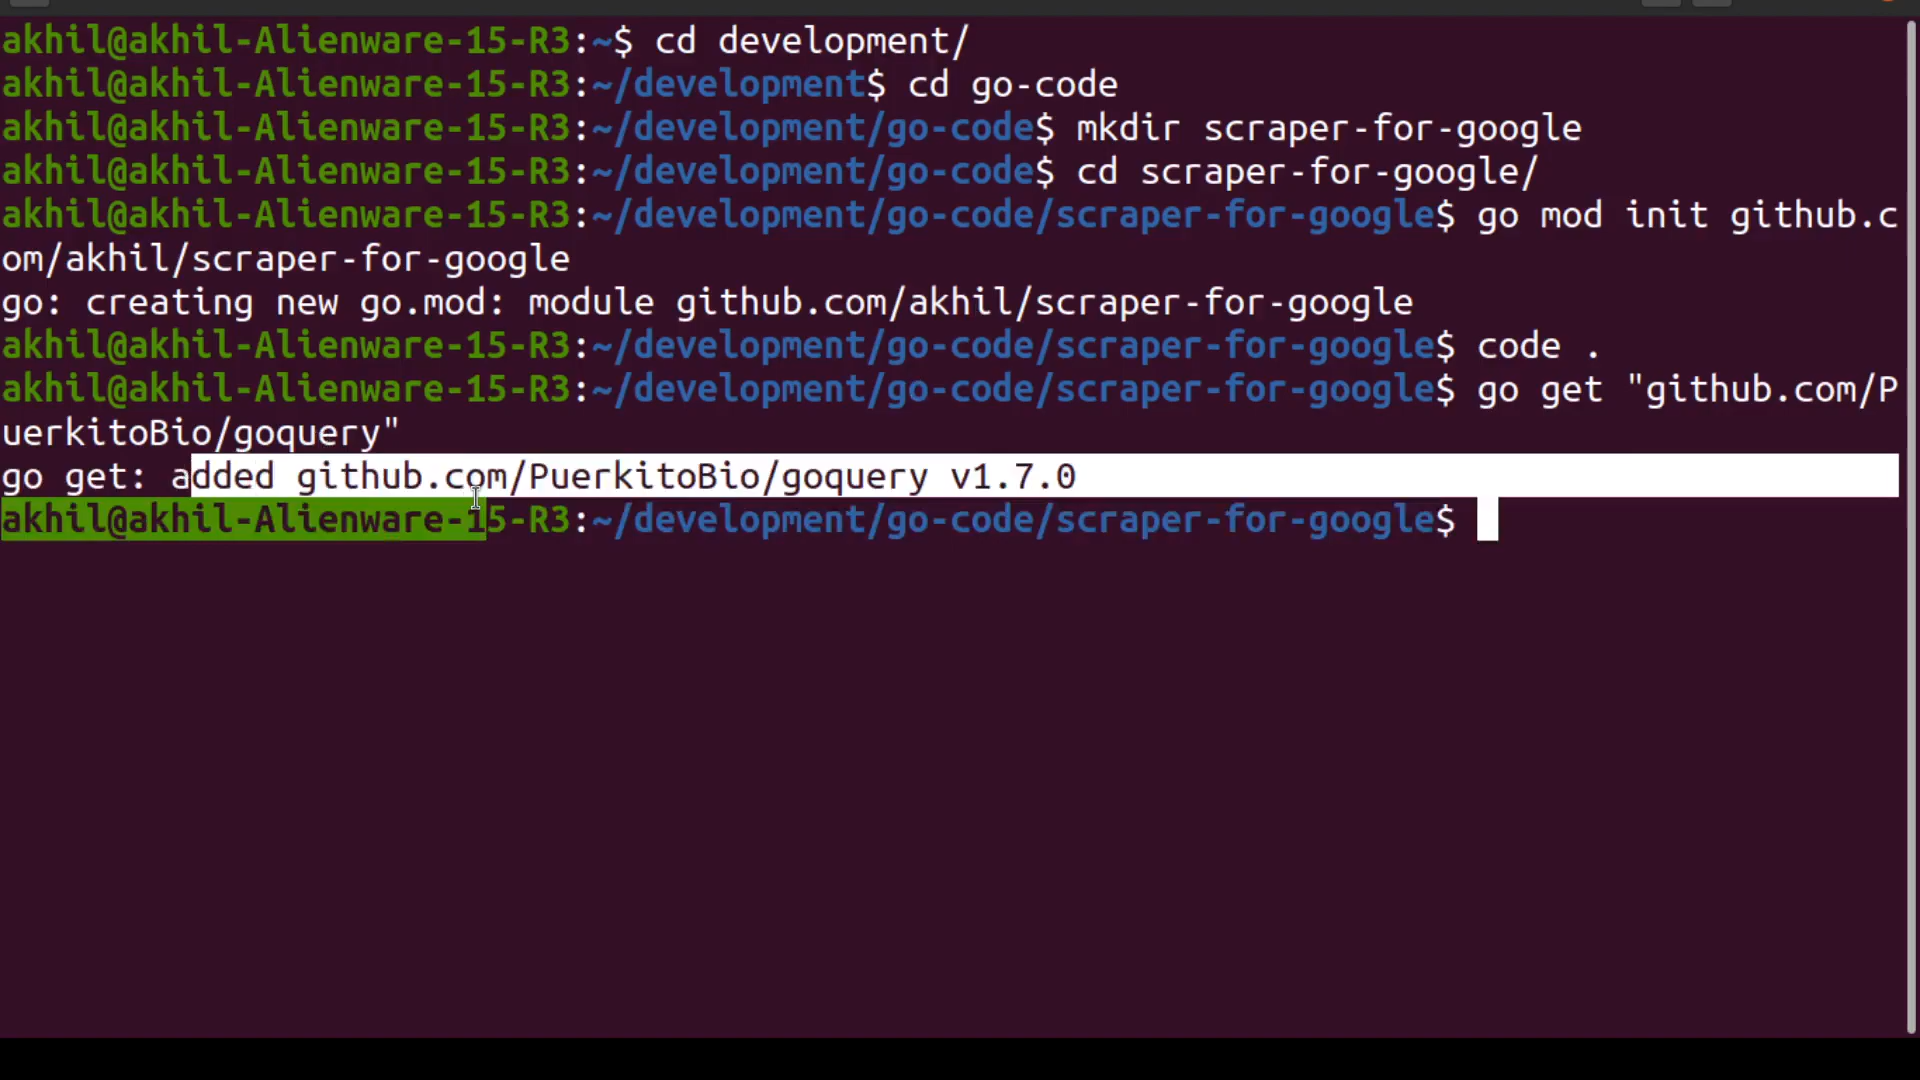 akhil@akhil-Alienware-15-R3:~$ cd development/
akhil@akhil-Alienware-15-R3:~/development$ cd go-code
akhil@akhil-Alienware-15-R3:~/development/go-code$ mkdir scraper-for-google
akhil@akhil-Alienware-15-R3:~/development/go-code$ cd scraper-for-google/
akhil@akhil-Alienware-15-R3:~/development/go-code/scraper-for-google$ go mod init github.c
om/akhil/scraper-for-google
go: creating new go.mod: module github.com/akhil/scraper-for-google
akhil@akhil-Alienware-15-R3:~/development/go-code/scraper-for-google$ code .
akhil@akhil-Alienware-15-R3:~/development/go-code/scraper-for-google$ go get "github.com/P
uerkitoBio/goquery"
go get: added github.com/PuerkitoBio/goquery v1.7.0
akhil@akhil-Alienware-15-R3:~/development/go-code/scraper-for-google$